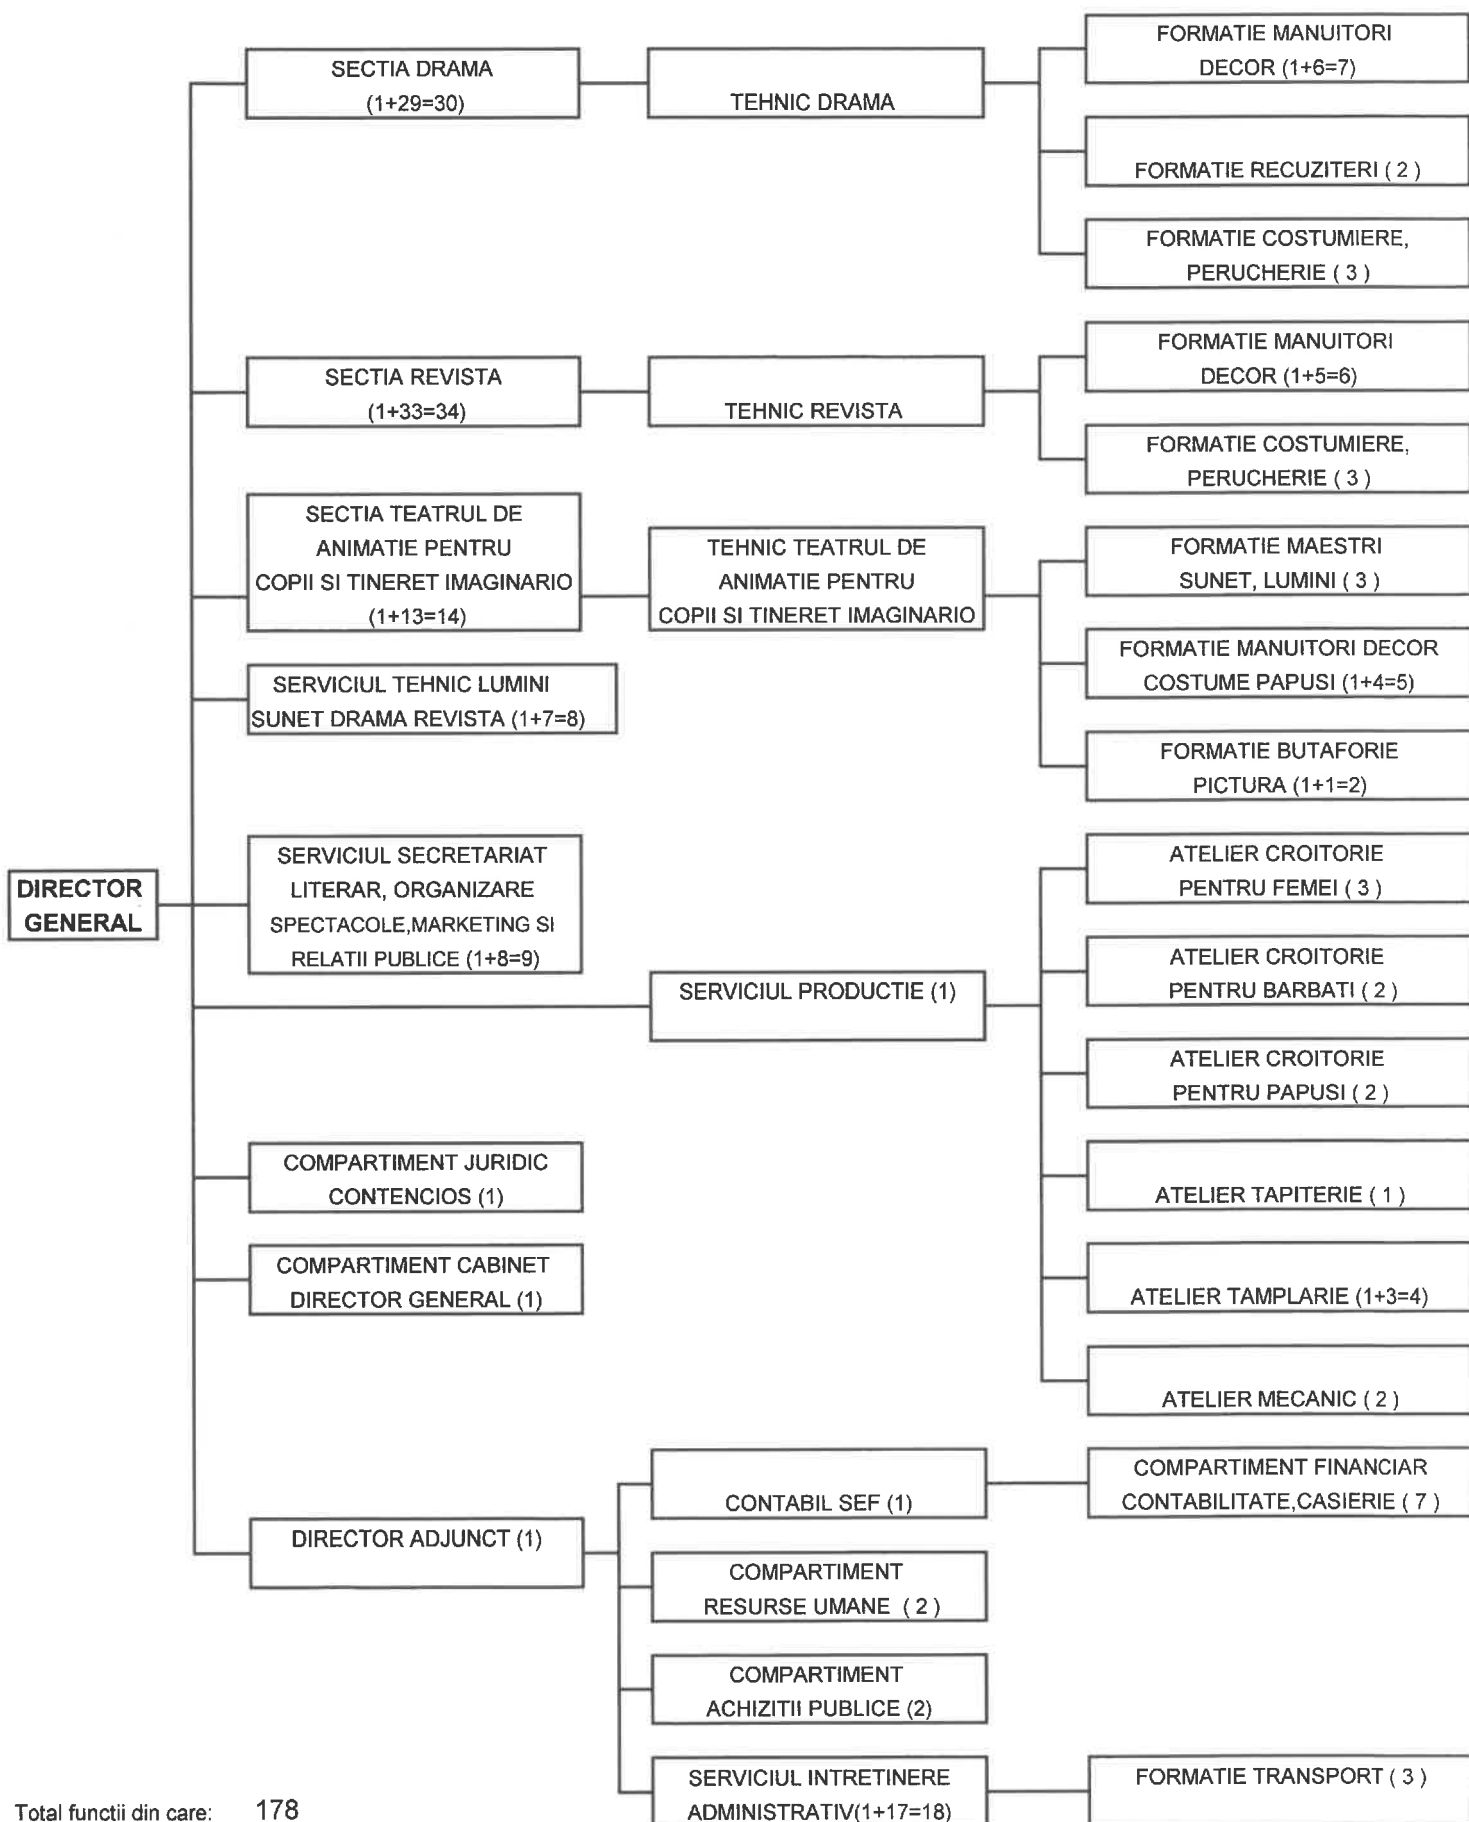 DIRECTOR
GENERAL
SECTIA DRAMA
(1+29=30)
TEHNIC DRAMA
FORMATIE MANUITORI
DECOR (1+6=7)
FORMATIE RECUZITERI ( 2 )
FORMATIE COSTUMIERE,
PERUCHERIE ( 3 )
SECTIA REVISTA
(1+33=34)
TEHNIC REVISTA
FORMATIE MANUITORI
DECOR (1+5=6)
FORMATIE COSTUMIERE,
PERUCHERIE ( 3 )
SECTIA TEATRUL DE
ANIMATIE PENTRU
COPII SI TINERET IMAGINARIO
(1+13=14)
TEHNIC TEATRUL DE
ANIMATIE PENTRU
COPII SI TINERET IMAGINARIO
FORMATIE MAESTRI
SUNET, LUMINI ( 3 )
FORMATIE MANUITORI DECOR
COSTUME PAPUSI (1+4=5)
FORMATIE BUTAFORIE
PICTURA (1+1=2)
SERVICIUL TEHNIC LUMINI
SUNET DRAMA REVISTA (1+7=8)
SERVICIUL SECRETARIAT
LITERAR, ORGANIZARE
SPECTACOLE,MARKETING SI
RELATII PUBLICE (1+8=9)
SERVICIUL PRODUCTIE (1)
ATELIER CROITORIE
PENTRU FEMEI ( 3 )
ATELIER CROITORIE
PENTRU BARBATI ( 2 )
ATELIER CROITORIE
PENTRU PAPUSI ( 2 )
ATELIER TAPITERIE ( 1 )
ATELIER TAMPLARIE (1+3=4)
ATELIER MECANIC ( 2 )
COMPARTIMENT JURIDIC
CONTENCIOS (1)
COMPARTIMENT CABINET
DIRECTOR GENERAL (1)
DIRECTOR ADJUNCT (1)
CONTABIL SEF (1)
COMPARTIMENT FINANCIAR
CONTABILITATE,CASIERIE ( 7 )
COMPARTIMENT
RESURSE UMANE ( 2 )
COMPARTIMENT
ACHIZITII PUBLICE (2)
SERVICIUL INTRETINERE
ADMINISTRATIV(1+17=18)
FORMATIE TRANSPORT ( 3 )
Total functii din care: 178